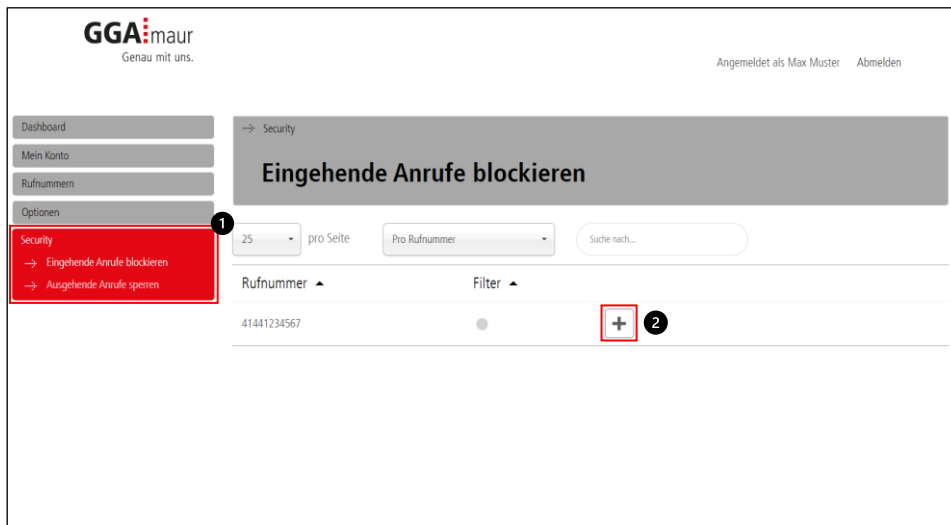 GGA maur
Genau mit uns.
Angemeldet als Max Muster Abmelden
Dashboard
Mein Konto
Rufnummern
Optionen
1
Security
→ Eingehende Anrufe blockieren
→ Ausgehende Anrufe sperren
→ Security
Eingehende Anrufe blockieren
25 pro Seite Pro Rufnummer Suche nach...
Rufnummer Filter
41441234567 + 2